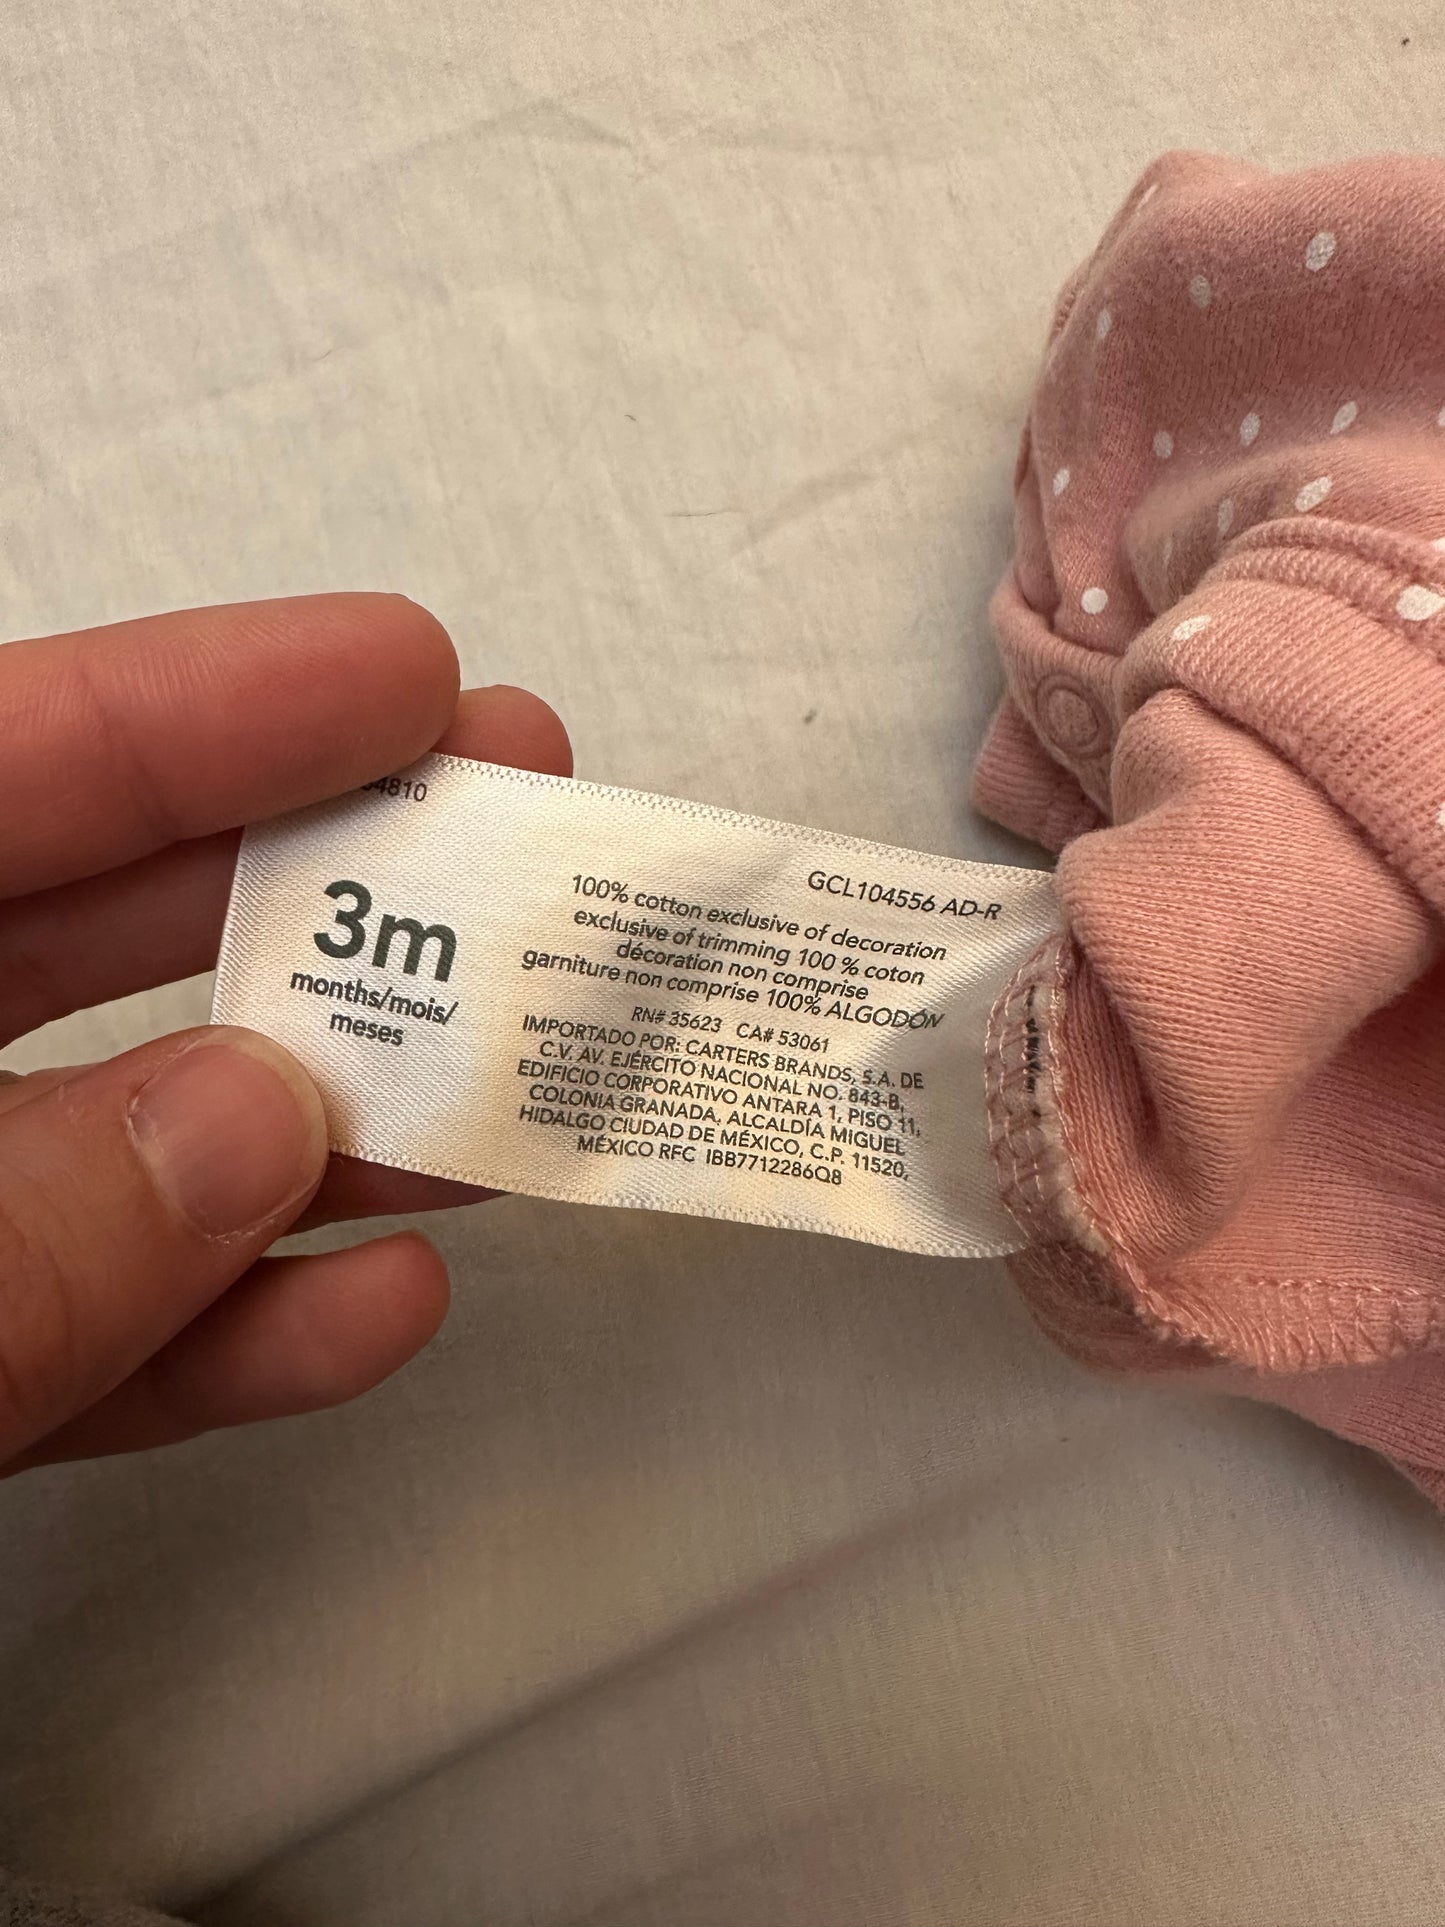 4810
3m
months/mois/
meses
GCL104556 AD-R
100% cotton exclusive of decoration
exclusive of trimming 100 % coton
décoration non comprise
garniture non comprise 100% ALGODÓN
RN# 35623 CA# 53061
IMPORTADO POR: CARTERS BRANDS, S.A. DE
C.V. AV. EJÉRCITO NACIONAL NO. 843-B,
EDIFICIO CORPORATIVO ANTARA 1, PISO 11,
COLONIA GRANADA, ALCALDÍA MIGUEL
HIDALGO CIUDAD DE MÉXICO, C.P. 11520,
MÉXICO RFC IBB7712286Q8